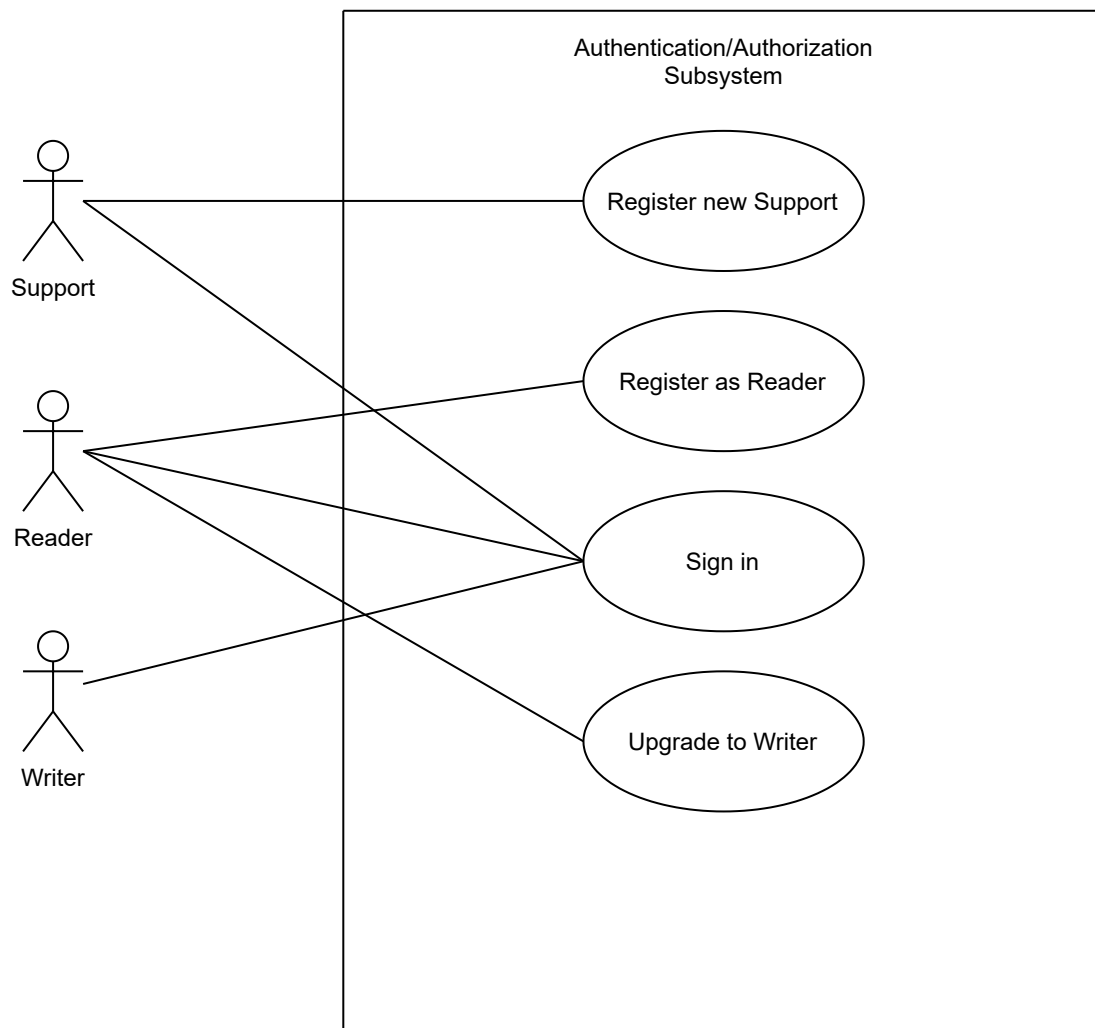 Authentication/Authorization
Subsystem
Register new Support
Support
Register as Reader
Reader
Sign in
Upgrade to Writer
Writer